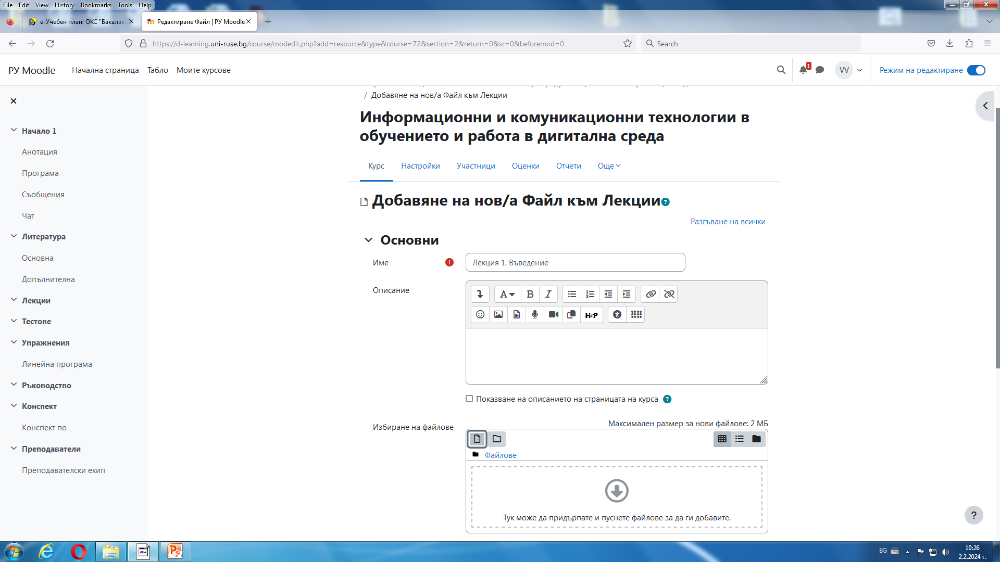 File Edit View History Bookmarks Tools Help
е-Учебен план: ОКС "Бакалав
Редактиране Файл | РУ Moodle
https://d-learning.uni-ruse.bg/course/modedit.php?add=resource&type&course=72&section=2&return=0&sr=0&beforemod=0
Search
РУ Moodle
Начална страница Табло Моите курсове
1
VV
Режим на редактиране
/ Добавяне на нов/а Файл към Лекции
Информационни и комуникационни технологии в
обучението и работа в дигитална среда
Курс Настройки Участници Оценки Отчети Още
Добавяне на нов/а Файл към Лекции
Разгъване на всички
Основни
Име
Лекция 1. Въведение
Описание
H5P
Показване на описанието на страницата на курса
Избиране на файлове
Максимален размер за нови файлове: 2 МБ
Файлове
Тук може да придърпате и пуснете файлове за да ги добавите.
Начало 1
Анотация
Програма
Съобщения
Чат
Литература
Основна
Допълнителна
Лекции
Тестове
Упражнения
Линейна програма
Ръководство
Конспект
Конспект по
Преподаватели
Преподавателски екип
BG
10:26
2.2.2024 г.